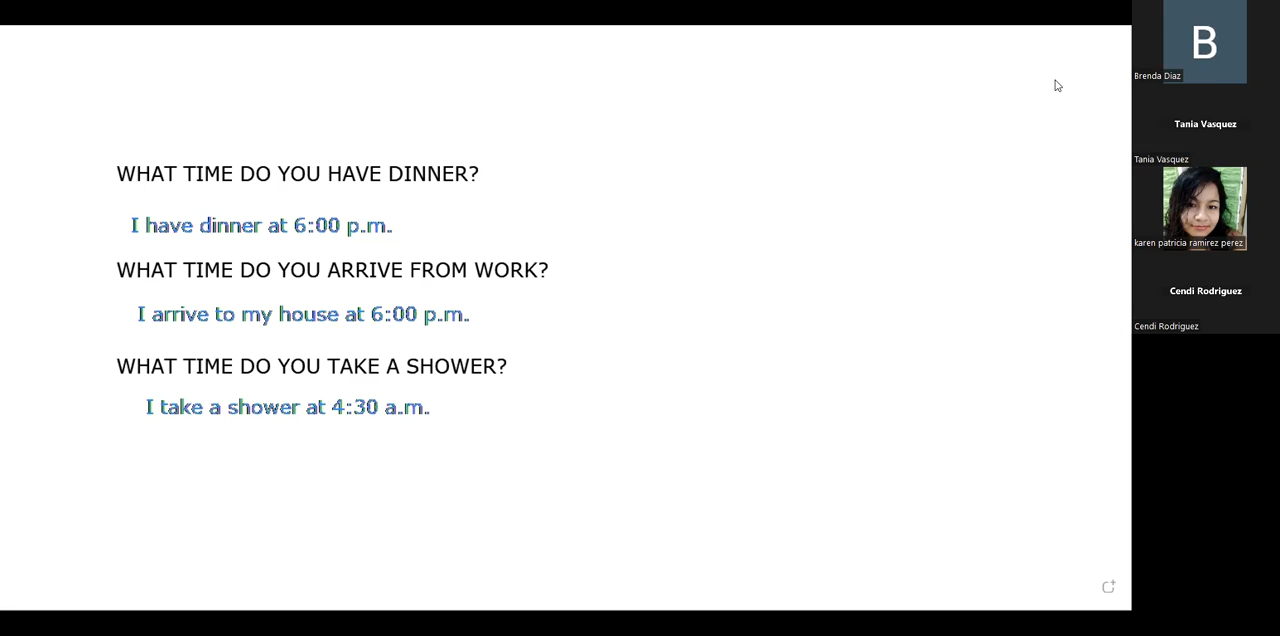 WHAT TIME DO YOU HAVE DINNER?
I have dinner at 6:00 p.m.
WHAT TIME DO YOU ARRIVE FROM WORK?
I arrive to my house at 6:00 p.m.
WHAT TIME DO YOU TAKE A SHOWER?
I take a shower at 4:30 a.m.
B
Brenda Diaz
Tania Vasquez
Tania Vasquez
karen patricia ramirez perez
Cendi Rodriguez
Cendi Rodriguez